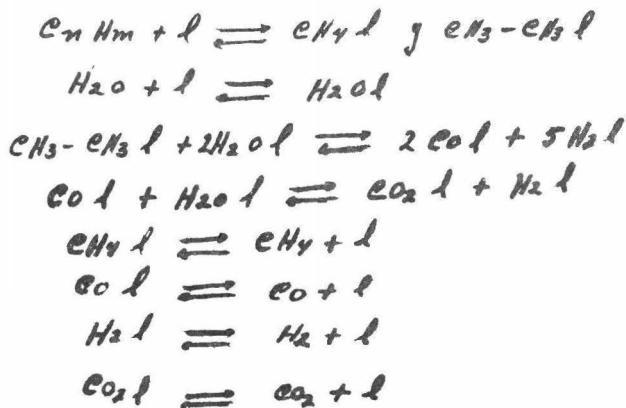 CnHm + l ⇌ CH4 l y CH3-CH3 l
H2O + l ⇌ H2O l
CH3-CH3 l + 2H2O l ⇌ 2 CO l + 5 H2 l
CO l + H2O l ⇌ CO2 l + H2 l
CH4 l ⇌ CH4 + l
CO l ⇌ CO + l
H2 l ⇌ H2 + l
CO2 l ⇌ CO2 + l